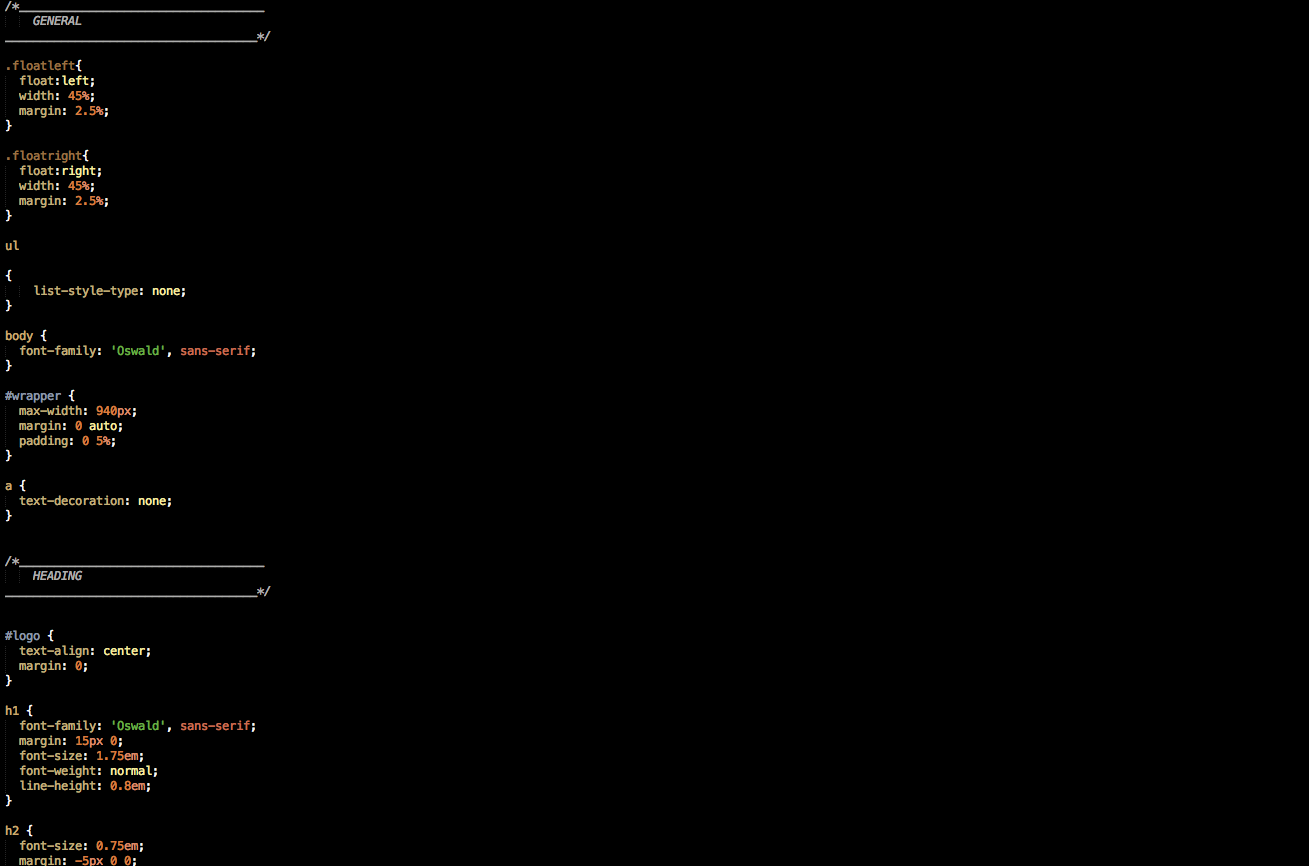 /*___________________________________
    GENERAL
____________________________________*/

.floatleft{
  float:left;
  width: 45%;
  margin: 2.5%;
}

.floatright{
  float:right;
  width: 45%;
  margin: 2.5%;
}

ul

{
    list-style-type: none;
}

body {
  font-family: 'Oswald', sans-serif;
}

#wrapper {
  max-width: 940px;
  margin: 0 auto;
  padding: 0 5%;
}

a {
  text-decoration: none;
}


/*___________________________________
    HEADING
____________________________________*/


#logo {
  text-align: center;
  margin: 0;
}

h1 {
  font-family: 'Oswald', sans-serif;
  margin: 15px 0;
  font-size: 1.75em;
  font-weight: normal;
  line-height: 0.8em;
}

h2 {
  font-size: 0.75em;
  margin: -5px 0 0;